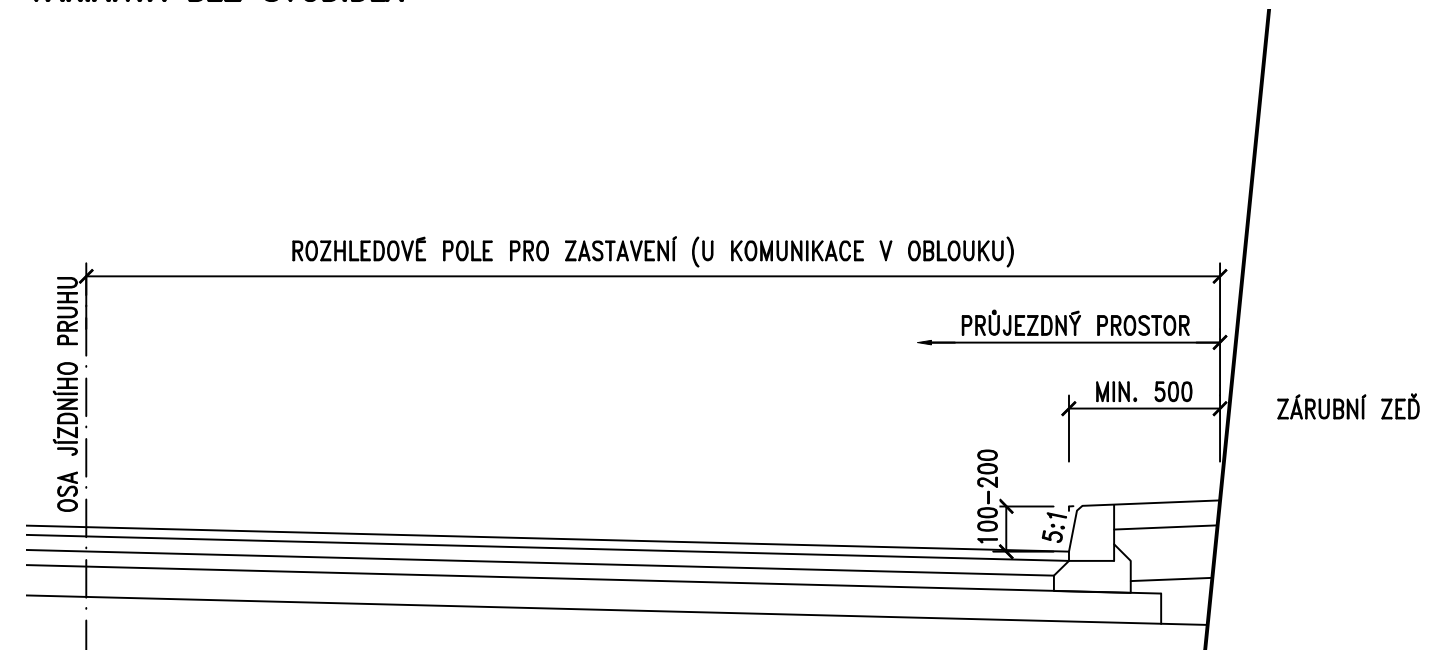 ROZHLEDOVÉ POLE PRO ZASTAVENÍ (U KOMUNIKACE V OBLOUKU)
OSA JÍZDNÍHO PRUHU
PRŮJEZDNÝ PROSTOR
MIN. 500
ZÁRUBNÍ ZEĎ
100-200
5:1